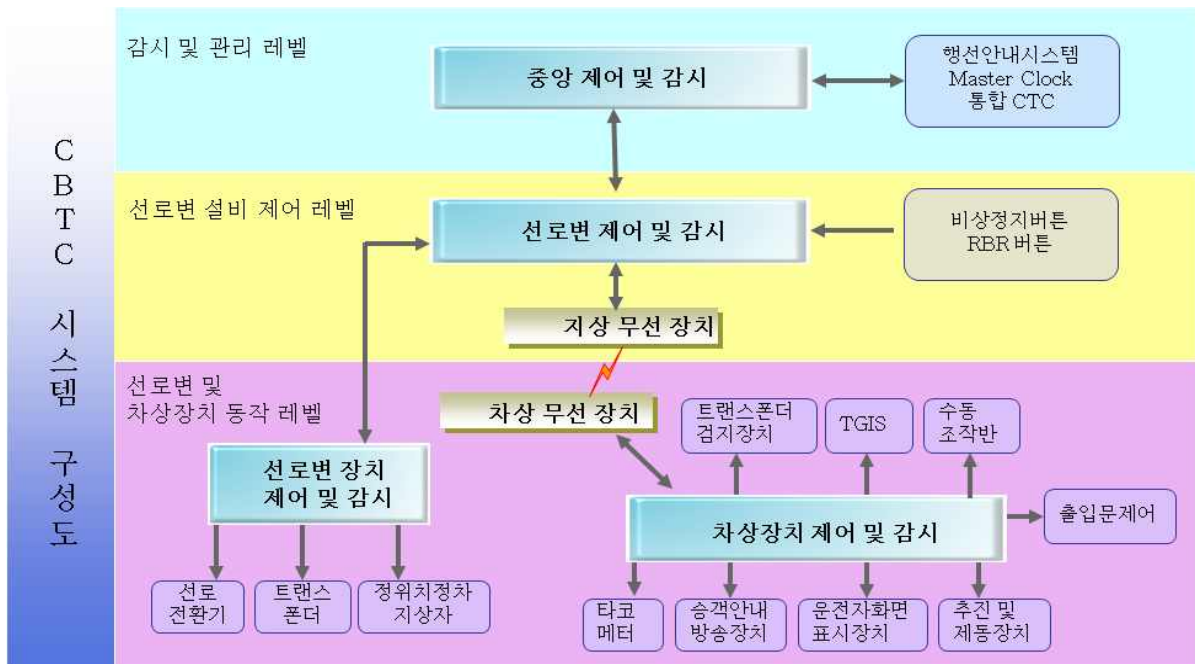 CBTC 시스템 구성도
감시 및 관리 레벨
중앙 제어 및 감시
행선안내시스템
Master Clock
통합 CTC
선로변 설비 제어 레벨
선로변 제어 및 감시
비상정지버튼
RBR 버튼
지상 무선 장치
선로변 및
차상장치 동작 레벨
차상 무선 장치
트랜스폰더
검지장치
TGIS
수동
조작반
선로변 장치
제어 및 감시
차상장치 제어 및 감시
출입문제어
선로
전환기
트랜스
폰더
정위치정차
지상자
타코
메터
승객안내
방송장치
운전자화면
표시장치
추진 및
제동장치